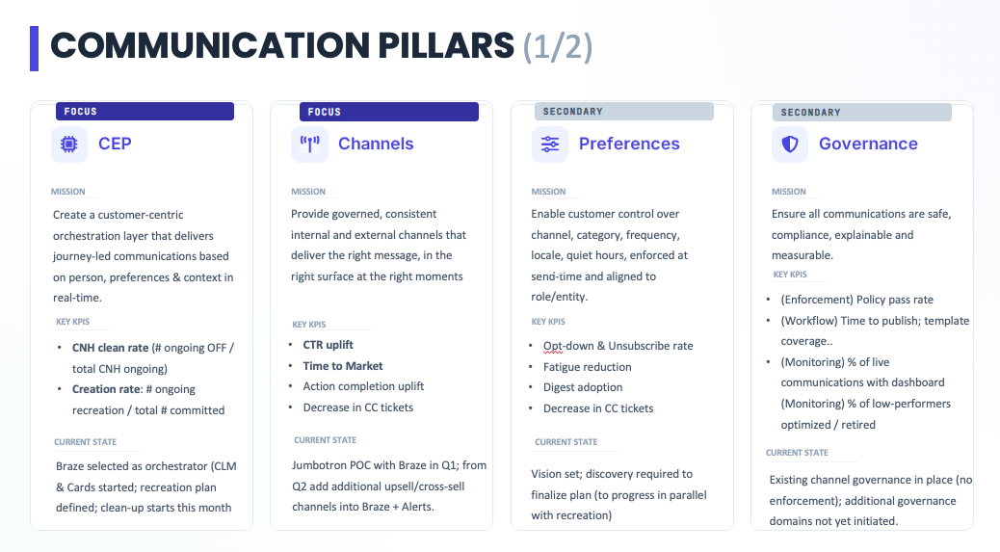 COMMUNICATION PILLARS (1/2)
FOCUS
CEP
MISSION
Create a customer-centric
orchestration layer that delivers
journey-led communications based
on person, preferences & context in
real-time.
KEY KPIS
• CNH clean rate (# ongoing OFF /
total CNH ongoing)
• Creation rate: # ongoing
recreation / total # committed
CURRENT STATE
Braze selected as orchestrator (CLM
& Cards started; recreation plan
defined; clean-up starts this month
FOCUS
Channels
MISSION
Provide governed, consistent
internal and external channels that
deliver the right message, in the
right surface at the right moments
KEY KPIS
• CTR uplift
• Time to Market
• Action completion uplift
• Decrease in CC tickets
CURRENT STATE
Jumbotron POC with Braze in Q1; from
Q2 add additional upsell/cross-sell
channels into Braze + Alerts.
SECONDARY
Preferences
MISSION
Enable customer control over
channel, category, frequency,
locale, quiet hours, enforced at
send-time and aligned to
role/entity.
KEY KPIS
• Opt-down & Unsubscribe rate
• Fatigue reduction
• Digest adoption
• Decrease in CC tickets
CURRENT STATE
Vision set; discovery required to
finalize plan (to progress in parallel
with recreation)
SECONDARY
Governance
MISSION
Ensure all communications are safe,
compliance, explainable and
measurable.
KEY KPIS
• (Enforcement) Policy pass rate
• (Workflow) Time to publish; template
coverage..
• (Monitoring) % of live
communications with dashboard
(Monitoring) % of low-performers
optimized / retired
CURRENT STATE
Existing channel governance in place (no
enforcement); additional governance
domains not yet initiated.